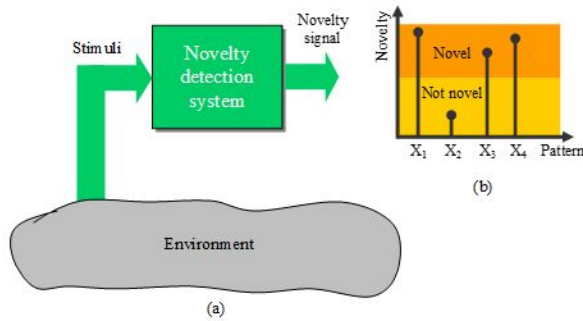 Stimuli
Novelty
detection
system
Novelty
signal
Environment
(a)
Novelty
Novel
Not novel
X₁ X₂ X₃ X₄ Pattern
(b)